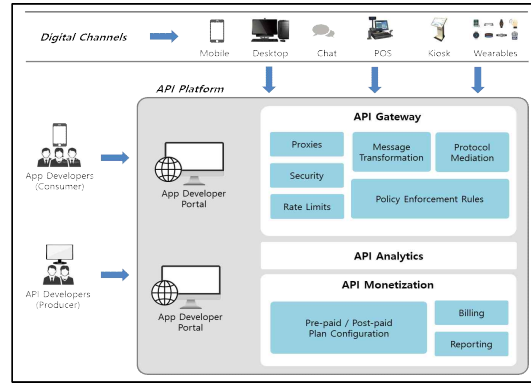 Digital Channels
Mobile
Desktop
Chat
POS
Kiosk
Wearables
API Platform
App Developers
(Consumer)
App Developer
Portal
API Gateway
Proxies
Message
Transformation
Protocol
Mediation
Security
Rate Limits
Policy Enforcement Rules
API Analytics
API Developers
(Producer)
App Developer
Portal
API Monetization
Pre-paid / Post-paid
Plan Configuration
Billing
Reporting